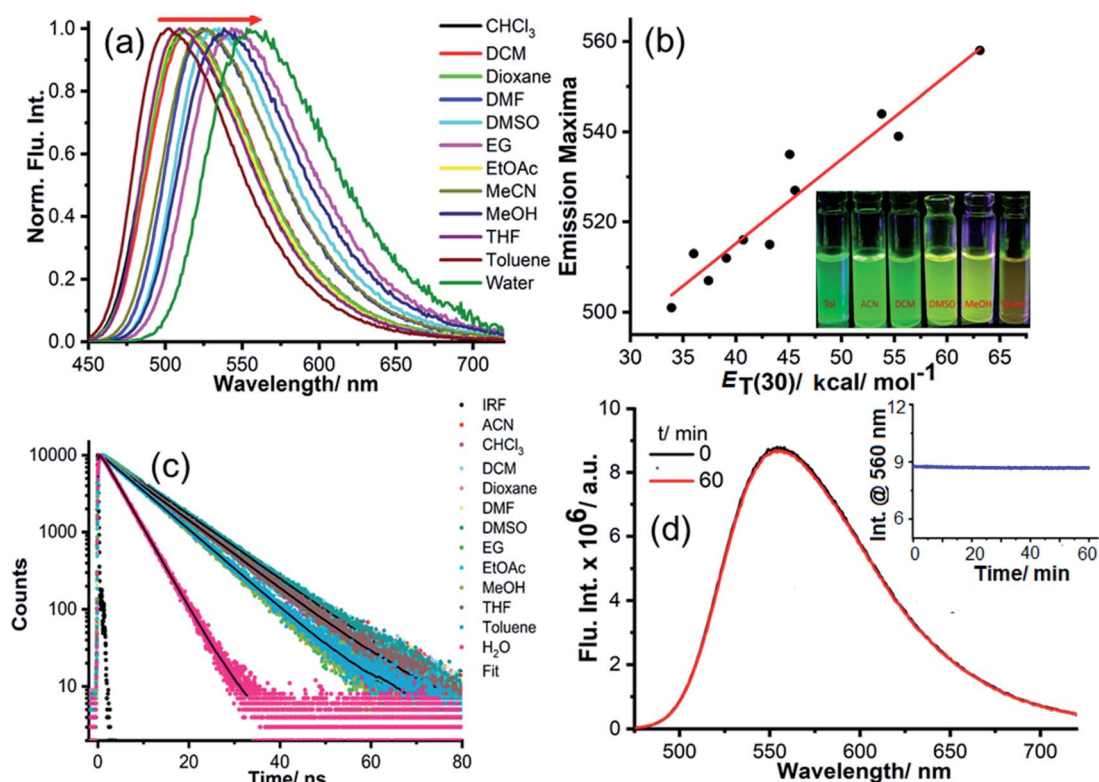 (a)
Norm. Flu. Int.
1.0
0.8
0.6
0.4
0.2
0.0
450 500 550 600 650 700
Wavelength/ nm
CHCl3
DCM
Dioxane
DMF
DMSO
EG
EtOAc
MeCN
MeOH
THF
Toluene
Water
(b)
Emission Maxima
560
540
520
500
30 35 40 45 50 55 60 65
ET(30)/ kcal/ mol-1
Tol ACN DCM DMSO MeOH
(c)
Counts
10000
1000
100
10
0 20 40 60 80
Time/ ns
IRF
ACN
CHCl3
DCM
Dioxane
DMF
DMSO
EG
EtOAc
MeOH
THF
Toluene
H2O
Fit
(d)
Flu. Int. x 10^6/ a.u.
10
8
6
4
2
0
500 550 600 650 700
Wavelength/ nm
t/ min
0
60
Int. @ 560 nm
12
9
6
0 20 40 60
Time/ min